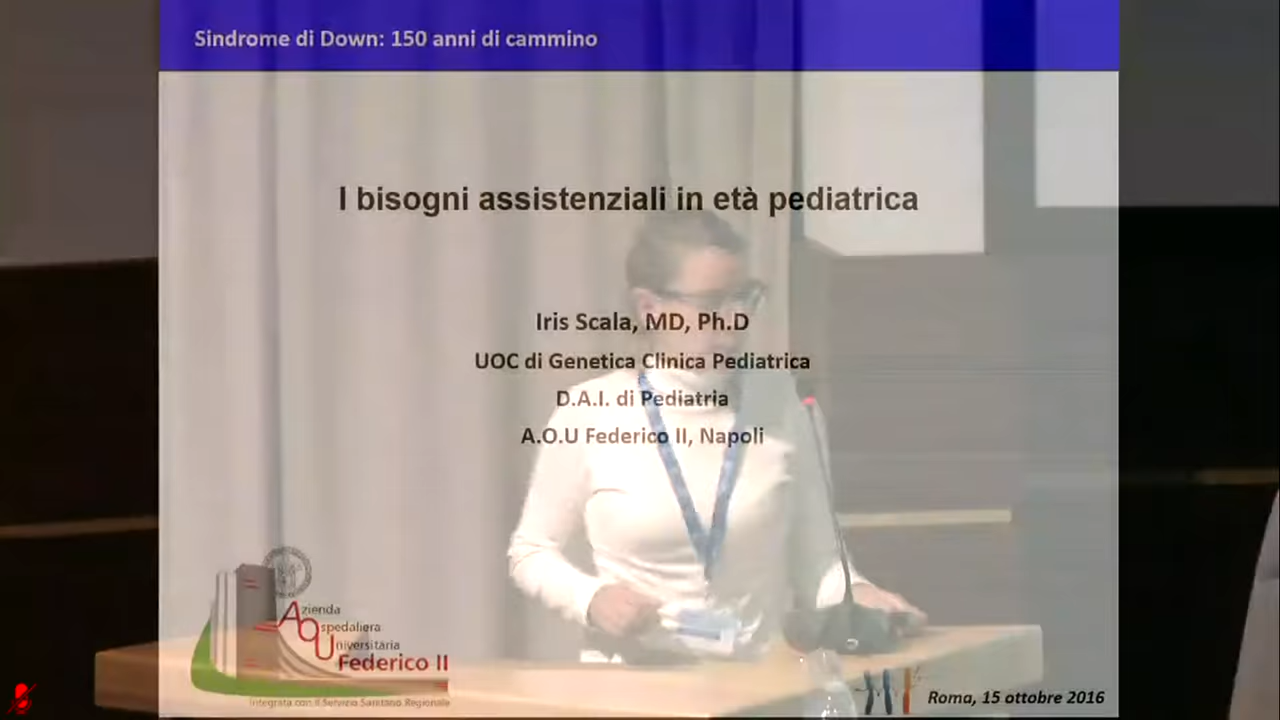 Sindrome di Down: 150 anni di cammino
I bisogni assistenziali in età pediatrica
Iris Scala, MD, Ph.D
UOC di Genetica Clinica Pediatrica
D.A.I. di Pediatria
A.O.U Federico II, Napoli
Azienda
Ospedaliera
Universitaria
Federico II
Integrata con il Servizio Sanitario Regionale
Roma, 15 ottobre 2016